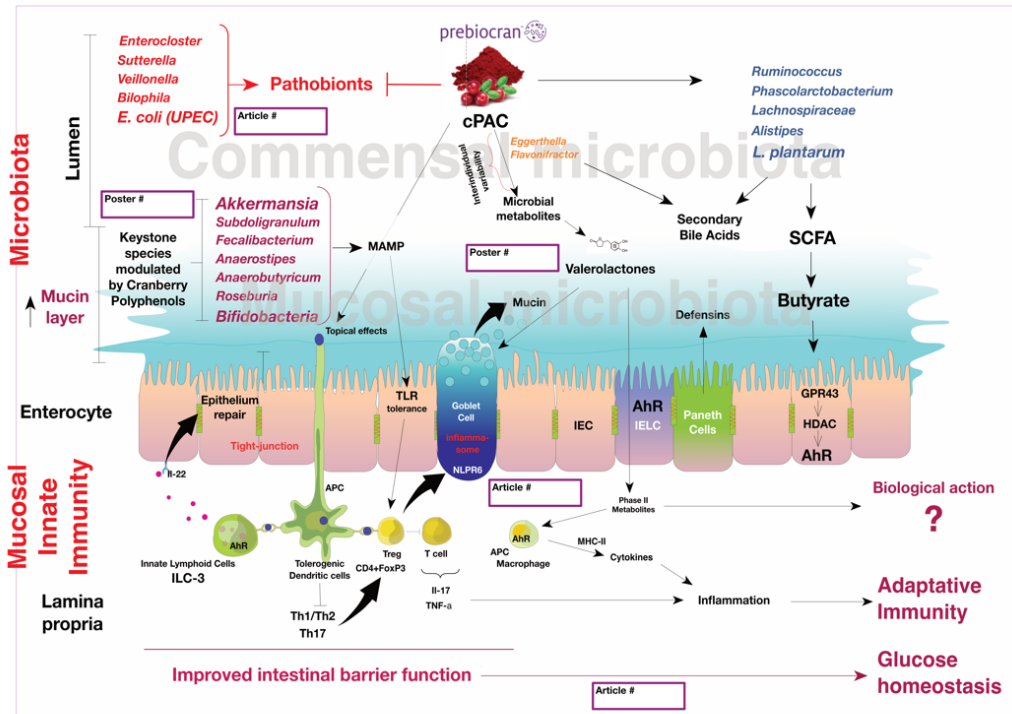 prebiocran
cPAC
Enterocloster
Sutterella
Veillonella
Bilophila
E. coli (UPEC)
Pathobionts
Article #
Ruminococcus
Phascolarctobacterium
Lachnospiraceae
Alistipes
L. plantarum
Commensal microbiota
Eggerthella
Flavonifractor
Interindividual
variability
Microbial
metabolites
Secondary
Bile Acids
SCFA
Microbiota
Lumen
Poster #
Keystone
species
modulated
by Cranberry
Polyphenols
Akkermansia
Subdoligranulum
Fecalibacterium
Anaerostipes
Anaerobutyricum
Roseburia
Bifidobacteria
MAMP
Poster #
Valerolactones
Butyrate
Mucosal microbiota
Mucin
layer
Mucin
Topical effects
Defensins
Enterocyte
Epithelium
repair
Tight-junction
TLR
tolerance
Goblet
Cell
inflamma-
some
NLPR6
IEC
AhR
IELC
Paneth
Cells
GPR43
HDAC
AhR
Il-22
APC
Article #
Phase II
Metabolites
Biological action
?
Mucosal
Innate
Immunity
AhR
Innate Lymphoid Cells
ILC-3
Tolerogenic
Dendritic cells
Treg
CD4+FoxP3
T cell
AhR
APC
Macrophage
MHC-II
Cytokines
Il-17
TNF-a
Th1/Th2
Th17
Inflammation
Adaptative
Immunity
Lamina
propria
Improved intestinal barrier function
Article #
Glucose
homeostasis